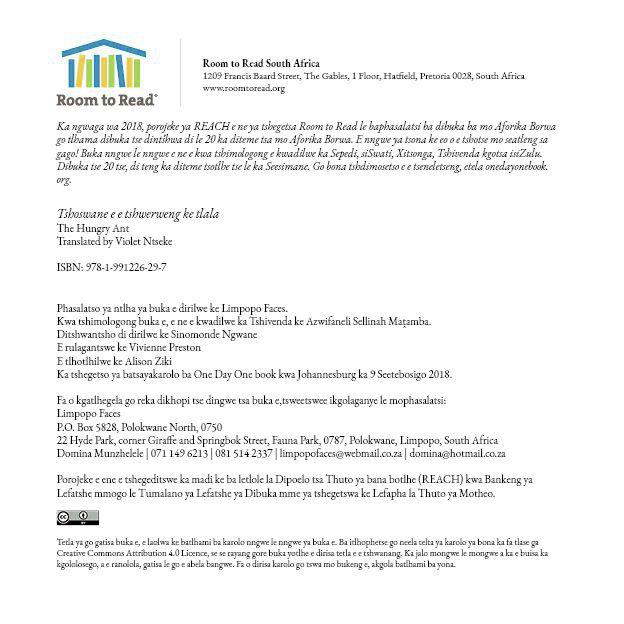 Room to Read®
Room to Read South Africa
1209 Francis Baard Street, The Gables, 1 Floor, Hatfield, Pretoria 0028, South Africa
www.roomtoread.org
Ka ngwaga wa 2018, porojeke ya REACH e ne ya tshegetsa Room to Read le baphasalatsi ba dibuka ba mo Aforika Borwa
go tlhama dibuka tse dintšhwa di le 20 ka diteme tsa mo Aforika Borwa. E nngwe ya tsona ke eo o e tshotse mo seatleng sa
gago! Buka nngwe le nngwe e ne e kwa tshimologong e kwadilwe ka Sepedi, siSwati, Xitsonga, Tshivenda kgotsa isiZulu.
Dibuka tse 20 tse, di teng ka diteme tsotlhe tse le ka Seesimane. Go bona tshdimosetso e e tseneletseng, etela onedayonebook.
org.
Tshoswane e e tshwerweng ke tlala
The Hungry Ant
Translated by Violet Ntseke
ISBN: 978-1-991226-29-7
Phasalatso ya ntlha ya buka e dirilwe ke Limpopo Faces.
Kwa tshimologong buka e, e ne e kwadilwe ka Tshivenda ke Azwifaneli Sellinah Maṱamba.
Ditshwantsho di dirilwe ke Sinomonde Ngwane
E rulagantswe ke Vivienne Preston
E tlhotlhilwe ke Alison Ziki
Ka tshegetso ya batsayakarolo ba One Day One book kwa Johannesburg ka 9 Seetebosigo 2018.
Fa o ka gatlhegela go reka dikhopi tse dingwe tsa buka e,tsweetswee ikgolaganye le mophasalatsi:
Limpopo Faces
P.O. Box 5828, Polokwane North, 0750
22 Hyde Park, corner Giraffe and Springbok Street, Fauna Park, 0787, Polokwane, Limpopo, South Africa
Domina Munzhelele | 071 149 6213 | 081 514 2337 | limpopofaces@webmail.co.za | domina@hotmail.co.za
Porojeke e ene e tshegeditswe ka madi ke ba letlole la Dipoelo tsa Thuto ya bana botlhe (REACH) kwa Bankeng ya
Lefatshe mmogo le Tumalano ya Lefatshe ya Dibuka mme ya tshegetswa ke Lefapha la Thuto ya Motheo.
cc BY
Tetla ya go gatisa buka e, e laolwa ke batlhami ba karolo nngwe le nngwe ya buka e. Ba itlhophetse go neela telta ya karolo ya bona ka fa tlase ga
Creative Commons Attribution 4.0 Licence, se se rayang gore buka yotlhe e dirisa tetla e e tshwanang. Ka jalo mongwe le mongwe a ka e buisa ka
kgololosego, a e ranolola, gatisa le go e abela bangwe. Fa o dirisa karolo go tswa mo bukeng e, akgola batlhami ba yona.